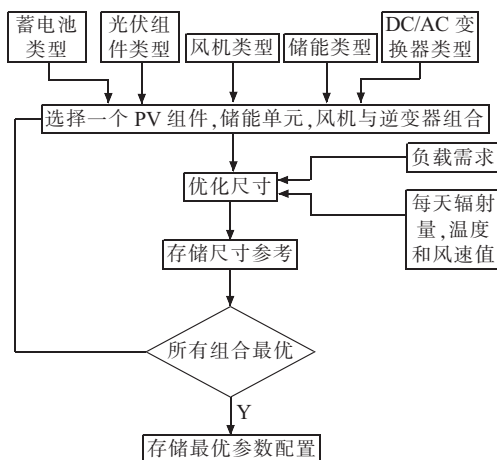 蓄电池
类型
光伏组
件类型
风机类型
储能类型
DC/AC 变
换器类型
选择一个 PV 组件,储能单元,风机与逆变器组合
负载需求
优化尺寸
每天辐射
量,温度
和风速值
存储尺寸参考
所有组合最优
Y
存储最优参数配置